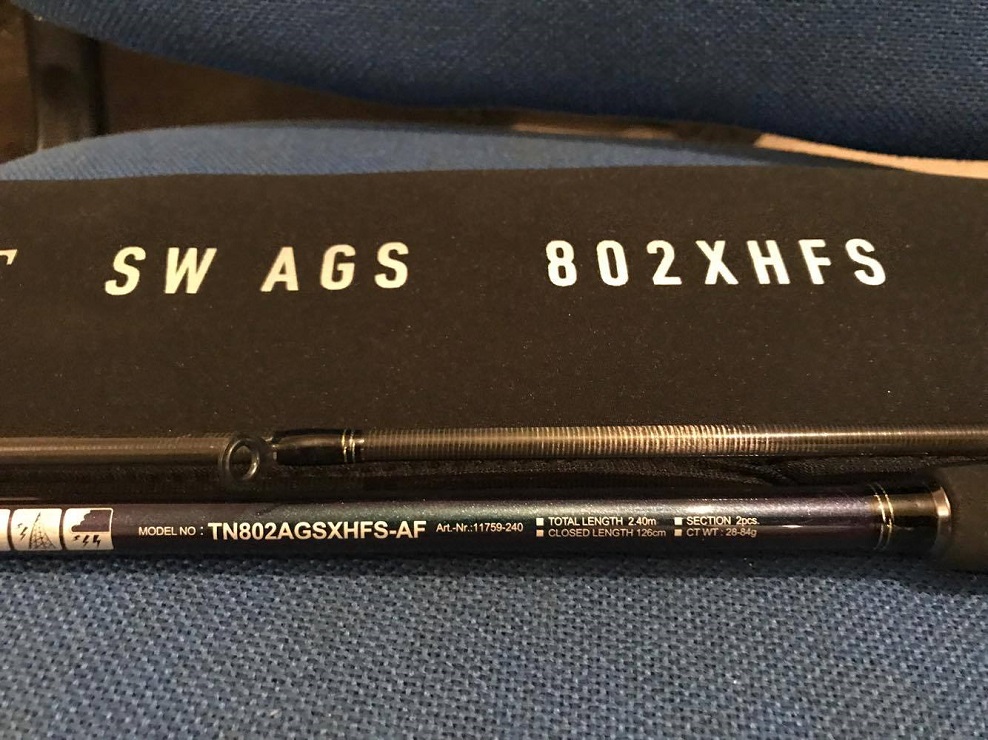 SW AGS 802XHFS
MODEL NO : TN802AGSXHFS-AF Art.-Nr.:11759-240
TOTAL LENGTH 2.40m SECTION 2pcs.
CLOSED LENGTH 126cm CT WT : 28-84g